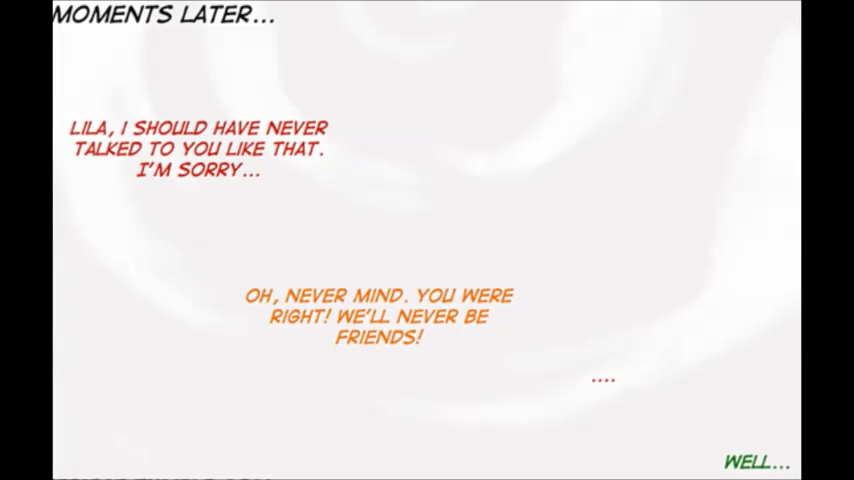 MOMENTS LATER...
LILA, I SHOULD HAVE NEVER
TALKED TO YOU LIKE THAT.
I'M SORRY...
OH, NEVER MIND. YOU WERE
RIGHT! WE'LL NEVER BE
FRIENDS!
....
WELL...